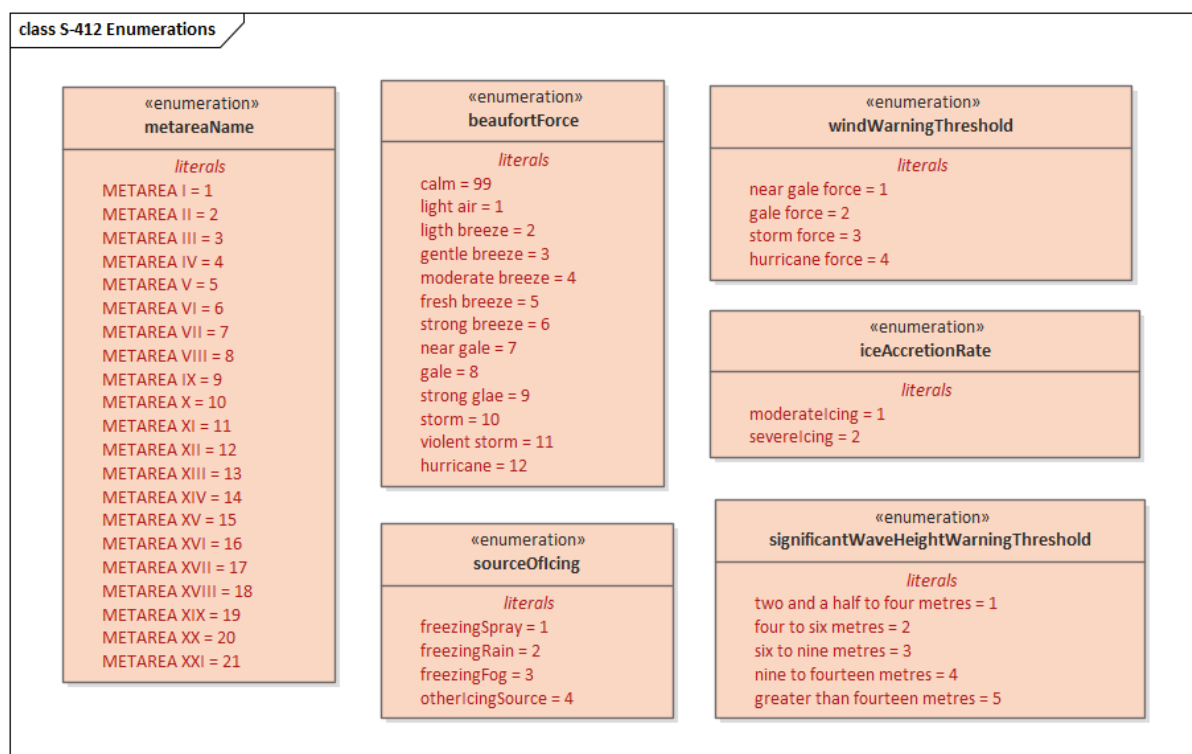 class S-412 Enumerations
«enumeration»
metareaName
literals
METAREA I = 1
METAREA II = 2
METAREA III = 3
METAREA IV = 4
METAREA V = 5
METAREA VI = 6
METAREA VII = 7
METAREA VIII = 8
METAREA IX = 9
METAREA X = 10
METAREA XI = 11
METAREA XII = 12
METAREA XIII = 13
METAREA XIV = 14
METAREA XV = 15
METAREA XVI = 16
METAREA XVII = 17
METAREA XVIII = 18
METAREA XIX = 19
METAREA XX = 20
METAREA XXI = 21
«enumeration»
beaufortForce
literals
calm = 99
light air = 1
ligth breeze = 2
gentle breeze = 3
moderate breeze = 4
fresh breeze = 5
strong breeze = 6
near gale = 7
gale = 8
strong glae = 9
storm = 10
violent storm = 11
hurricane = 12
«enumeration»
sourceOfIcing
literals
freezingSpray = 1
freezingRain = 2
freezingFog = 3
otherIcingSource = 4
«enumeration»
windWarningThreshold
literals
near gale force = 1
gale force = 2
storm force = 3
hurricane force = 4
«enumeration»
iceAccretionRate
literals
moderateIcing = 1
severeIcing = 2
«enumeration»
significantWaveHeightWarningThreshold
literals
two and a half to four metres = 1
four to six metres = 2
six to nine metres = 3
nine to fourteen metres = 4
greater than fourteen metres = 5